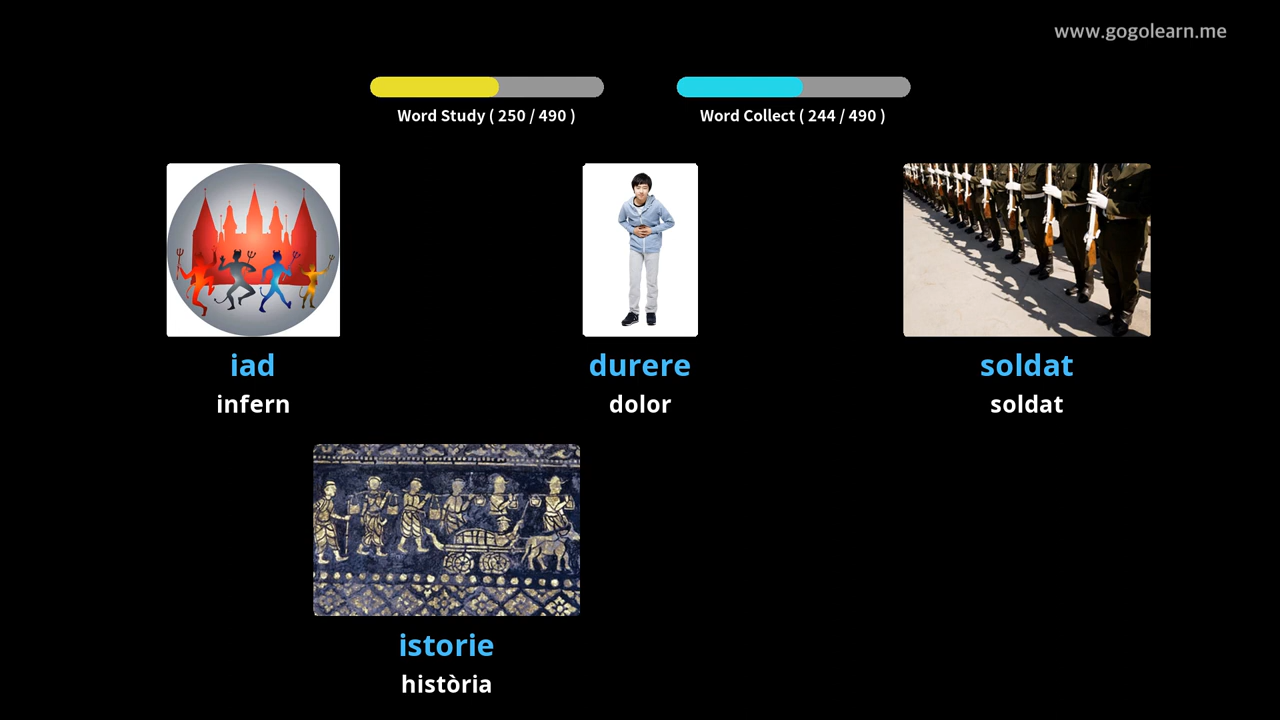 www.gogolearn.me
Word Study ( 250 / 490 )
Word Collect ( 244 / 490 )
iad
infern
durere
dolor
soldat
soldat
istorie
història